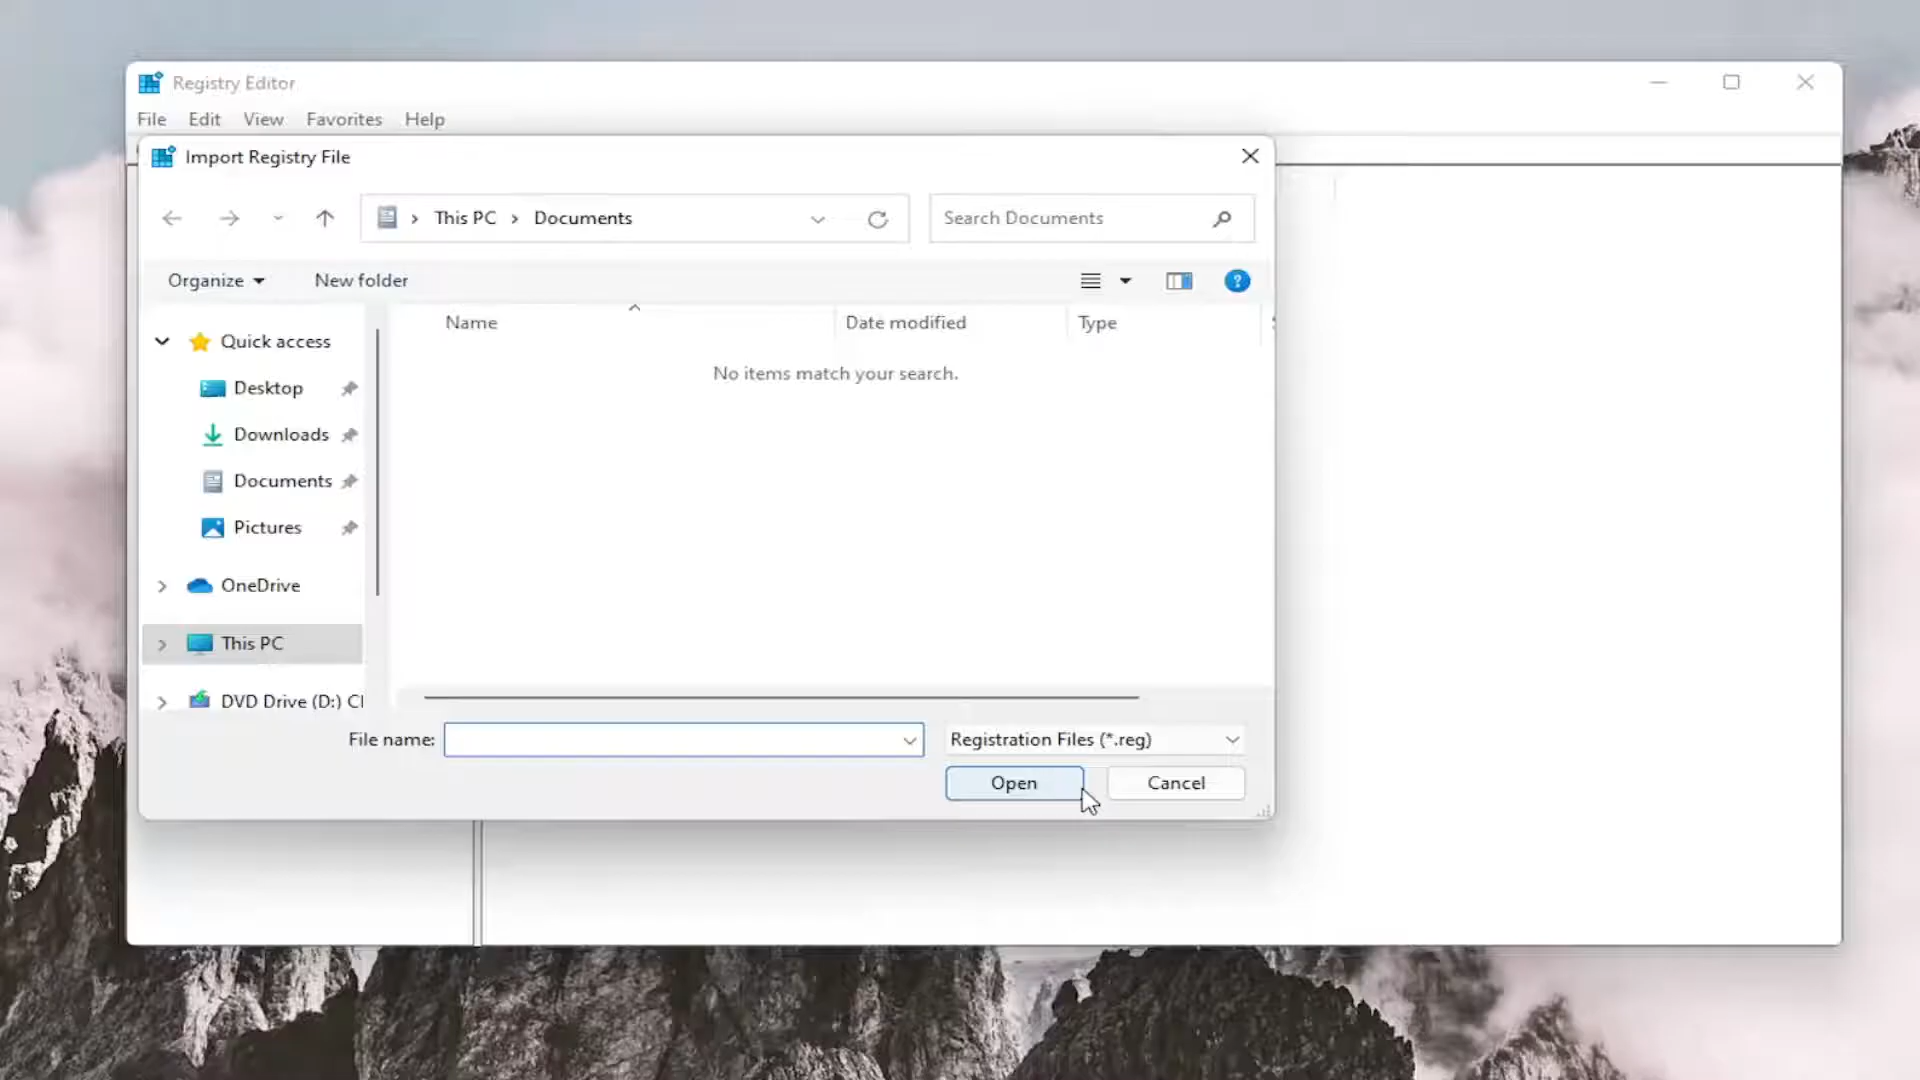 Registry Editor
File Edit View Favorites Help
Import Registry File
This PC > Documents
Search Documents
Organize New folder
?
Name Date modified Type
No items match your search.
Quick access
Desktop
Downloads
Documents
Pictures
OneDrive
This PC
DVD Drive (D:)
File name: Registration Files (*.reg)
Open Cancel